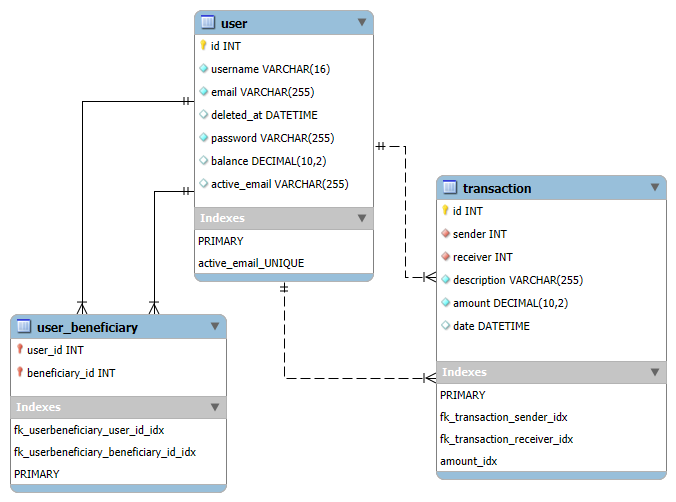 user
id INT
username VARCHAR(16)
email VARCHAR(255)
deleted_at DATETIME
password VARCHAR(255)
balance DECIMAL(10,2)
active_email VARCHAR(255)
Indexes
PRIMARY
active_email_UNIQUE
transaction
id INT
sender INT
receiver INT
description VARCHAR(255)
amount DECIMAL(10,2)
date DATETIME
Indexes
PRIMARY
fk_transaction_sender_idx
fk_transaction_receiver_idx
amount_idx
user_beneficiary
user_id INT
beneficiary_id INT
Indexes
fk_userbeneficiary_user_id_idx
fk_userbeneficiary_beneficiary_id_idx
PRIMARY